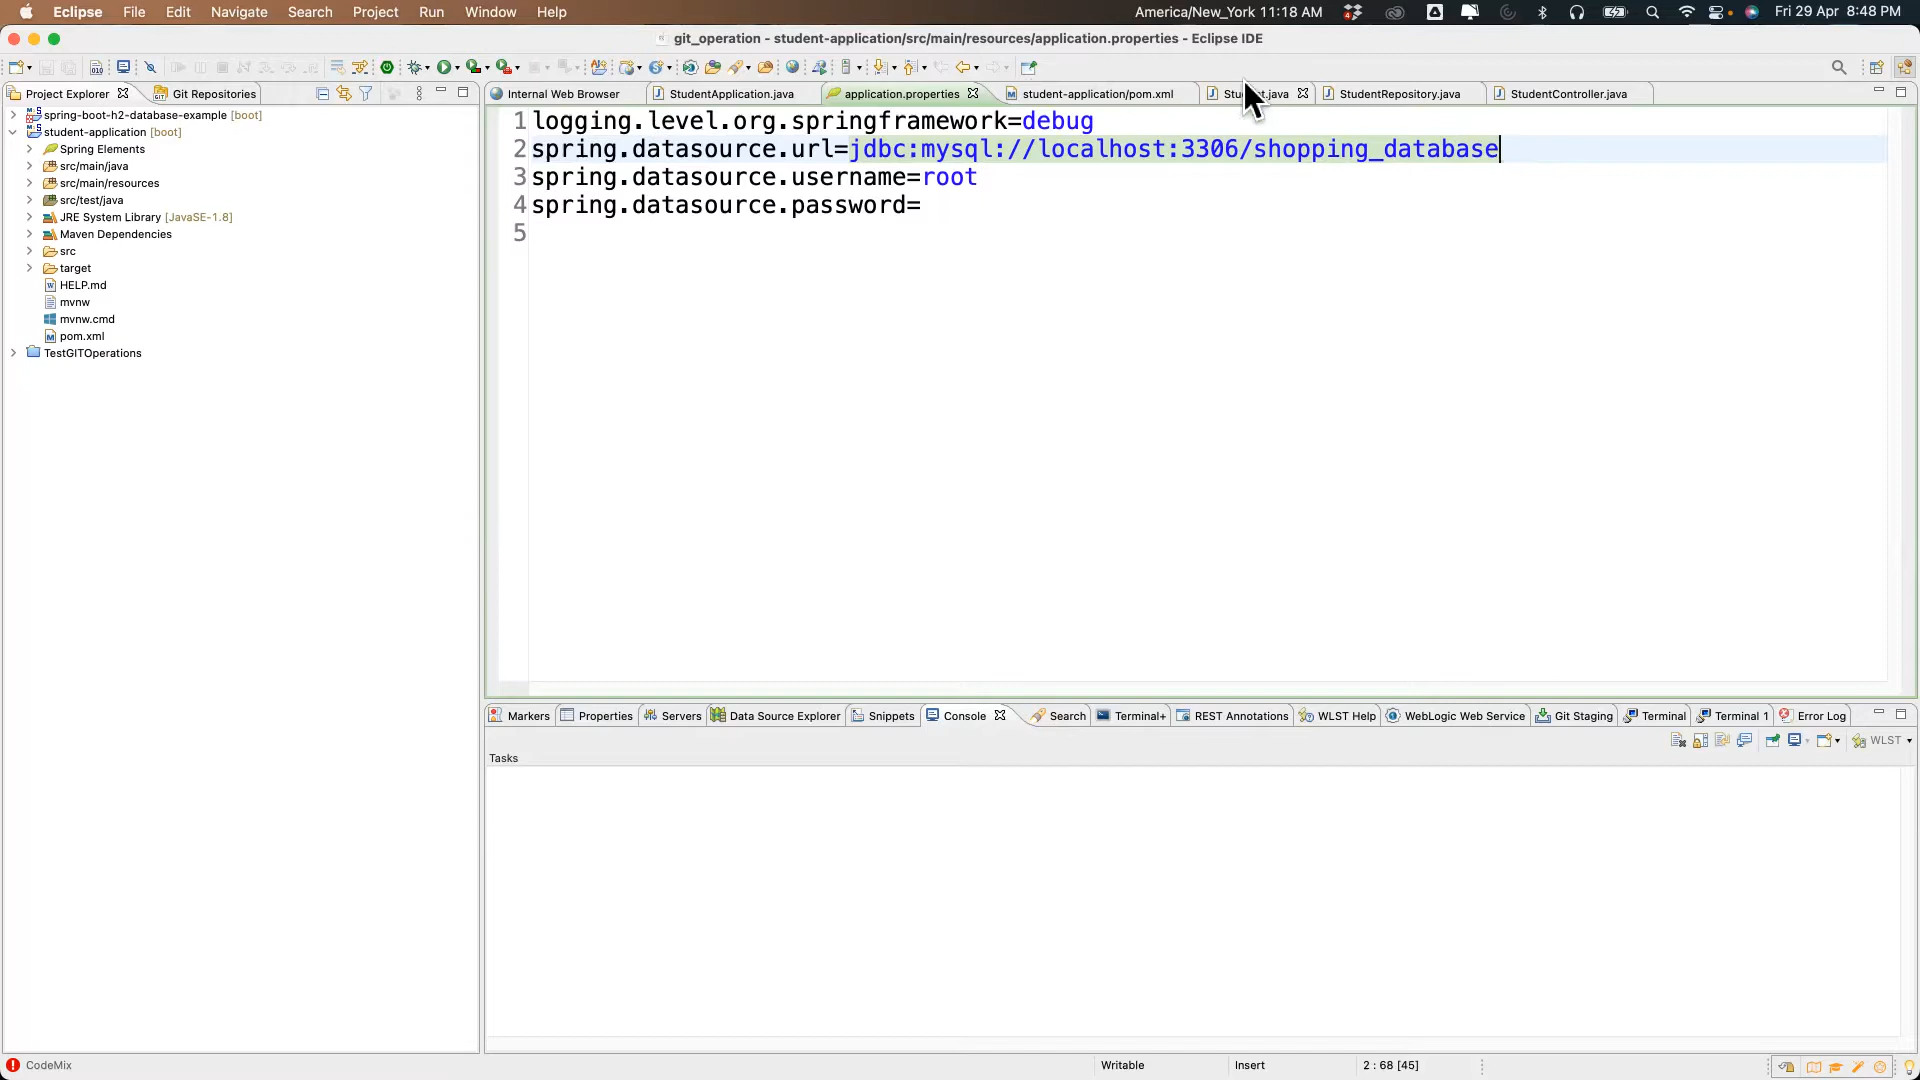 Eclipse File Edit Navigate Search Project Run Window Help America/New_York 11:18 AM Fri 29 Apr 8:48 PM
git_operation - student-application/src/main/resources/application.properties - Eclipse IDE
Project Explorer Git Repositories
Internal Web Browser StudentApplication.java application.properties student-application/pom.xml StudentRepository.java StudentController.java
spring-boot-h2-database-example [boot]
student-application [boot]
Spring Elements
src/main/java
src/main/resources
src/test/java
JRE System Library [JavaSE-1.8]
Maven Dependencies
src
target
HELP.md
mvnw
mvnw.cmd
pom.xml
TestGITOperations
1 logging.level.org.springframework=debug
2 spring.datasource.url=jdbc:mysql://localhost:3306/shopping_database
3 spring.datasource.username=root
4 spring.datasource.password=
5
Markers Properties Servers Data Source Explorer Snippets Console Search Terminal+ REST Annotations WLST Help WebLogic Web Service Git Staging Terminal Terminal 1 Error Log
WLST
Tasks
CodeMix Writable Insert 2 : 68 [45]